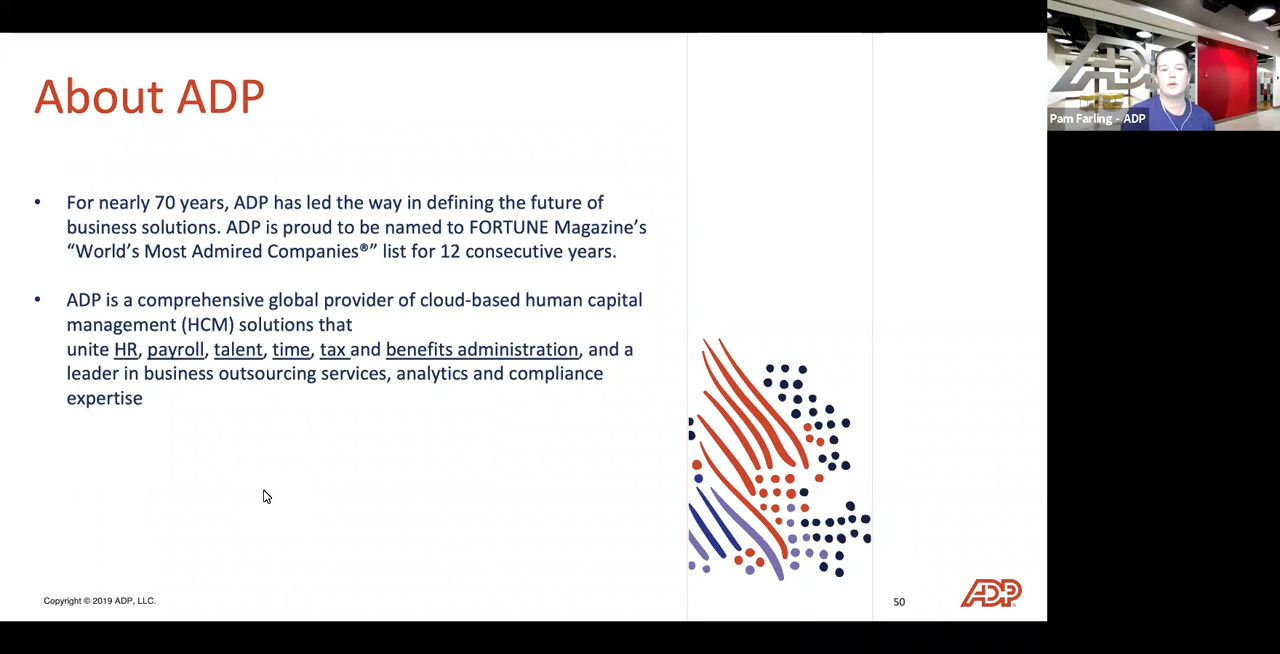 About ADP
• For nearly 70 years, ADP has led the way in defining the future of
business solutions. ADP is proud to be named to FORTUNE Magazine’s
“World’s Most Admired Companies®” list for 12 consecutive years.
• ADP is a comprehensive global provider of cloud-based human capital
management (HCM) solutions that
unite HR, payroll, talent, time, tax and benefits administration, and a
leader in business outsourcing services, analytics and compliance
expertise
Copyright © 2019 ADP, LLC.
50
ADP
ADP
Pam Farling - ADP